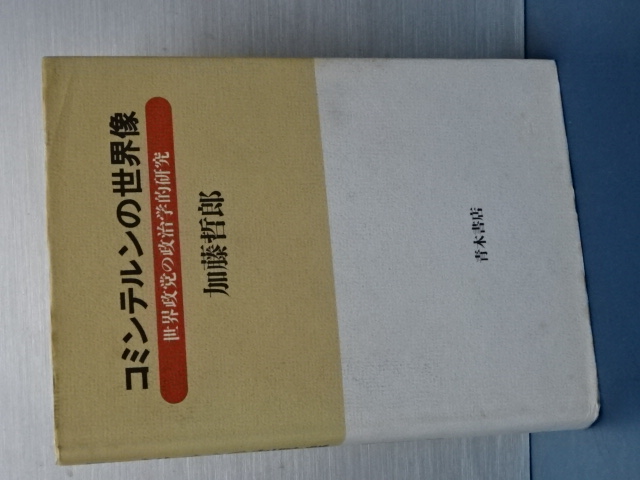 コミンテルンの世界像
世界政党の政治学的研究
加藤哲郎
青木書店